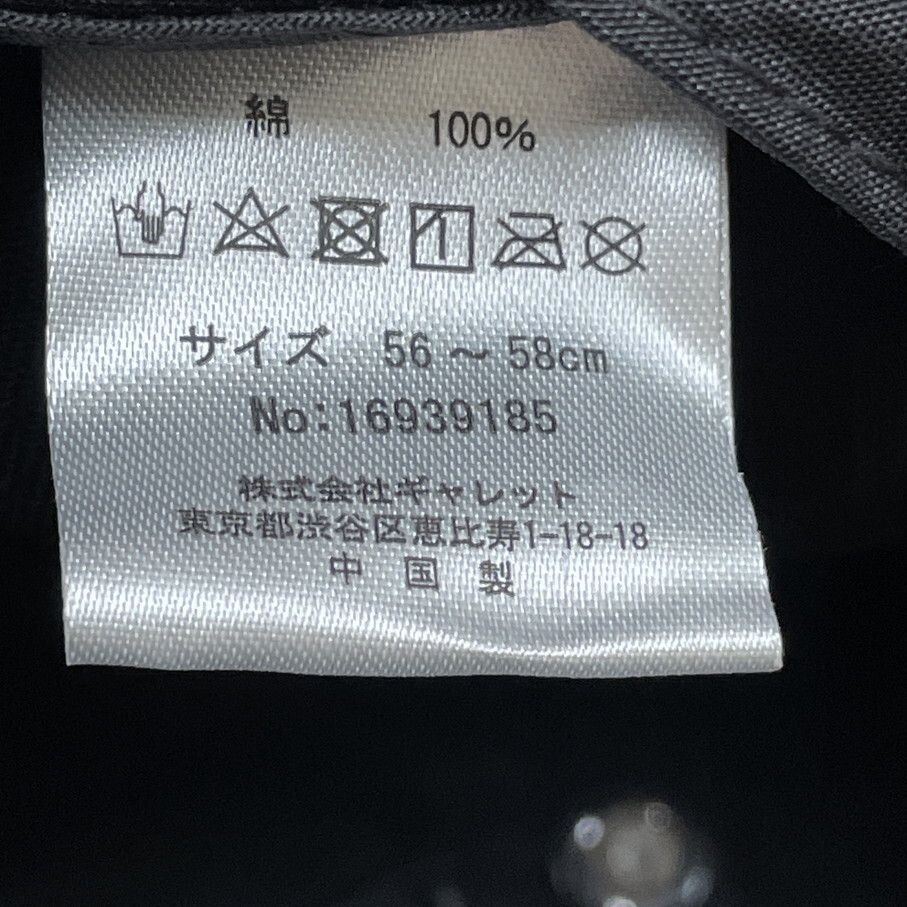 綿 100%
サイズ 56～58cm
No:16939185
株式会社ギャレット
東京都渋谷区恵比寿1-18-18
中国製